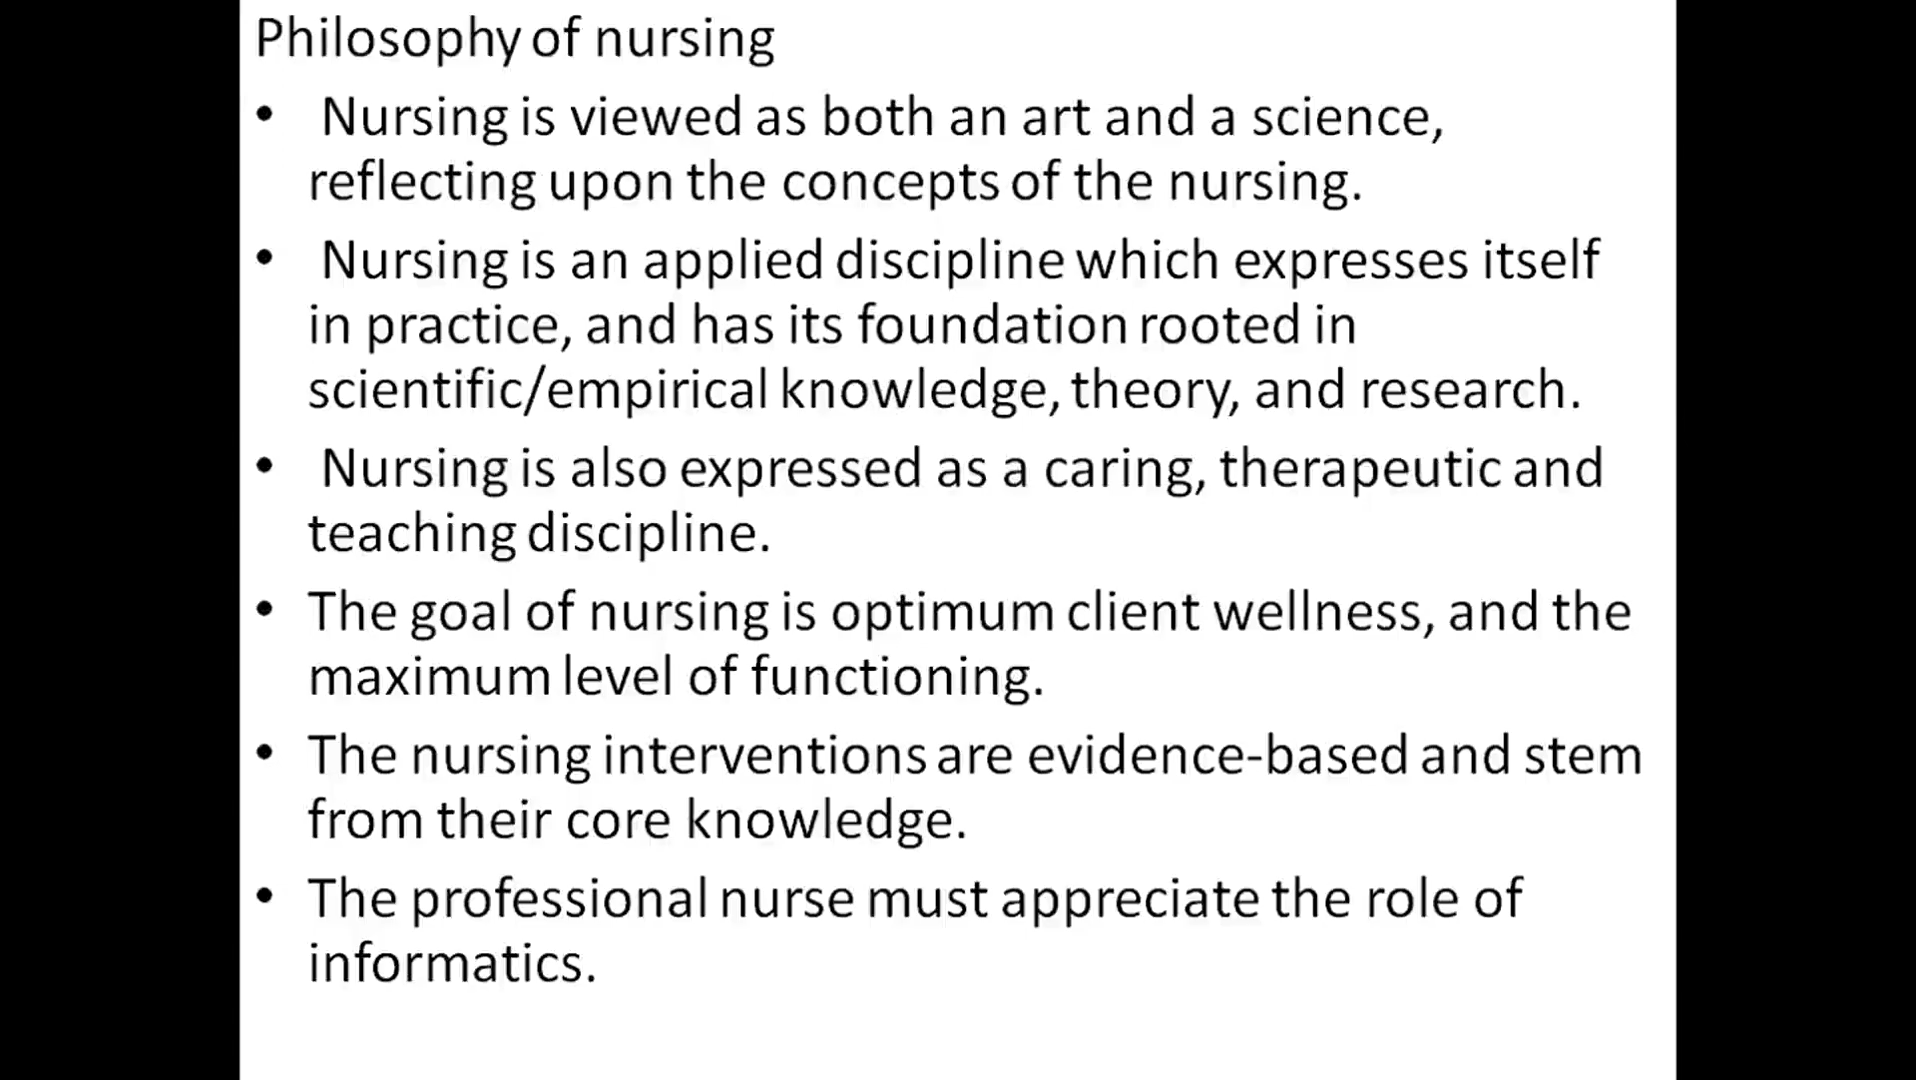 Philosophy of nursing
• Nursing is viewed as both an art and a science,
reflecting upon the concepts of the nursing.
• Nursing is an applied discipline which expresses itself
in practice, and has its foundation rooted in
scientific/empirical knowledge, theory, and research.
• Nursing is also expressed as a caring, therapeutic and
teaching discipline.
• The goal of nursing is optimum client wellness, and the
maximum level of functioning.
• The nursing interventions are evidence-based and stem
from their core knowledge.
• The professional nurse must appreciate the role of
informatics.